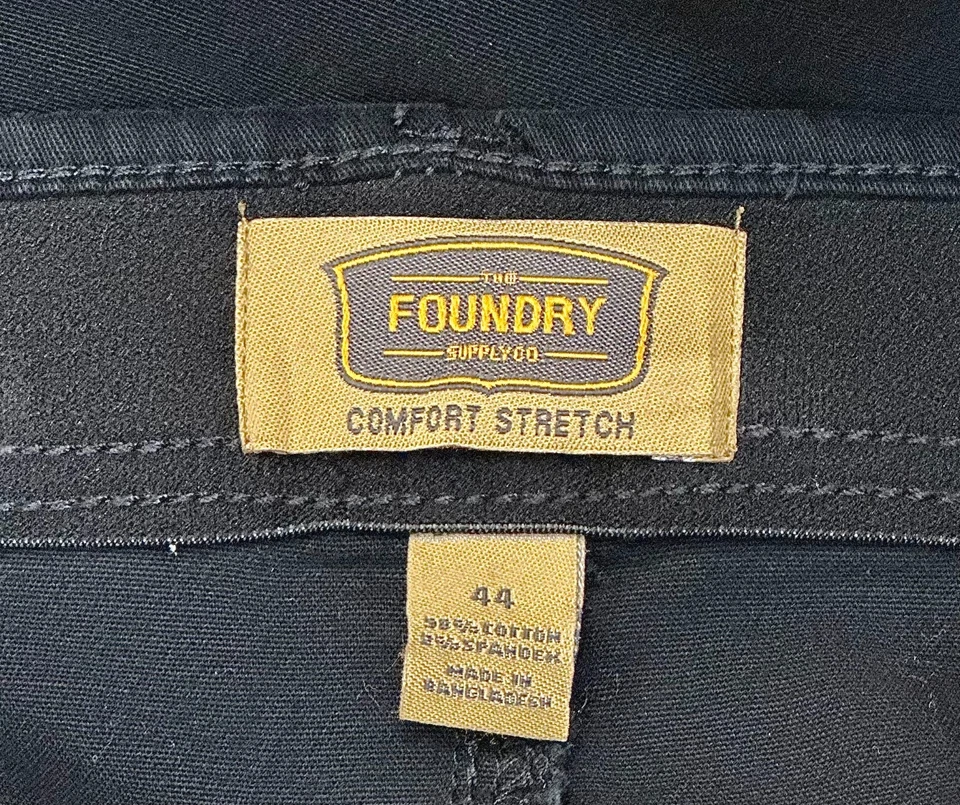 THE
FOUNDRY
SUPPLY CO
COMFORT STRETCH
44
98% COTTON
2% SPANDEX
MADE IN
BANGLADESH